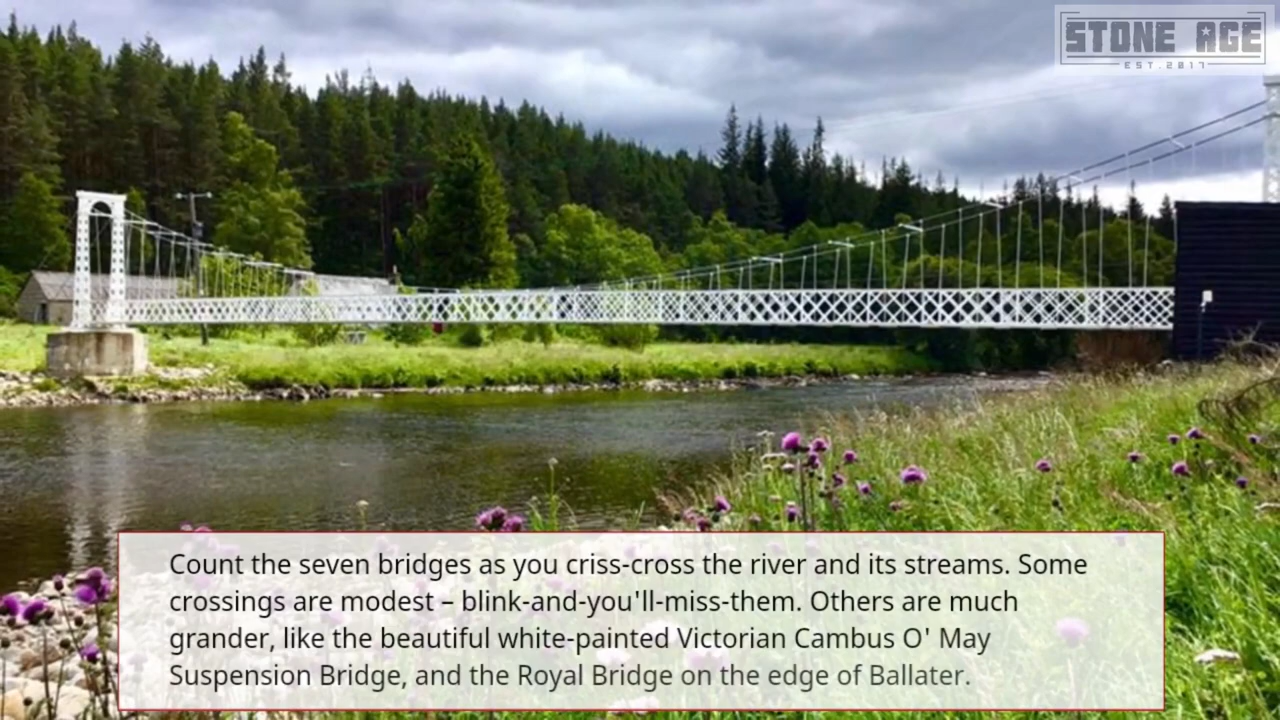 STONE AGE
EST.2017
Count the seven bridges as you criss-cross the river and its streams. Some
crossings are modest – blink-and-you'll-miss-them. Others are much
grander, like the beautiful white-painted Victorian Cambus O' May
Suspension Bridge, and the Royal Bridge on the edge of Ballater.